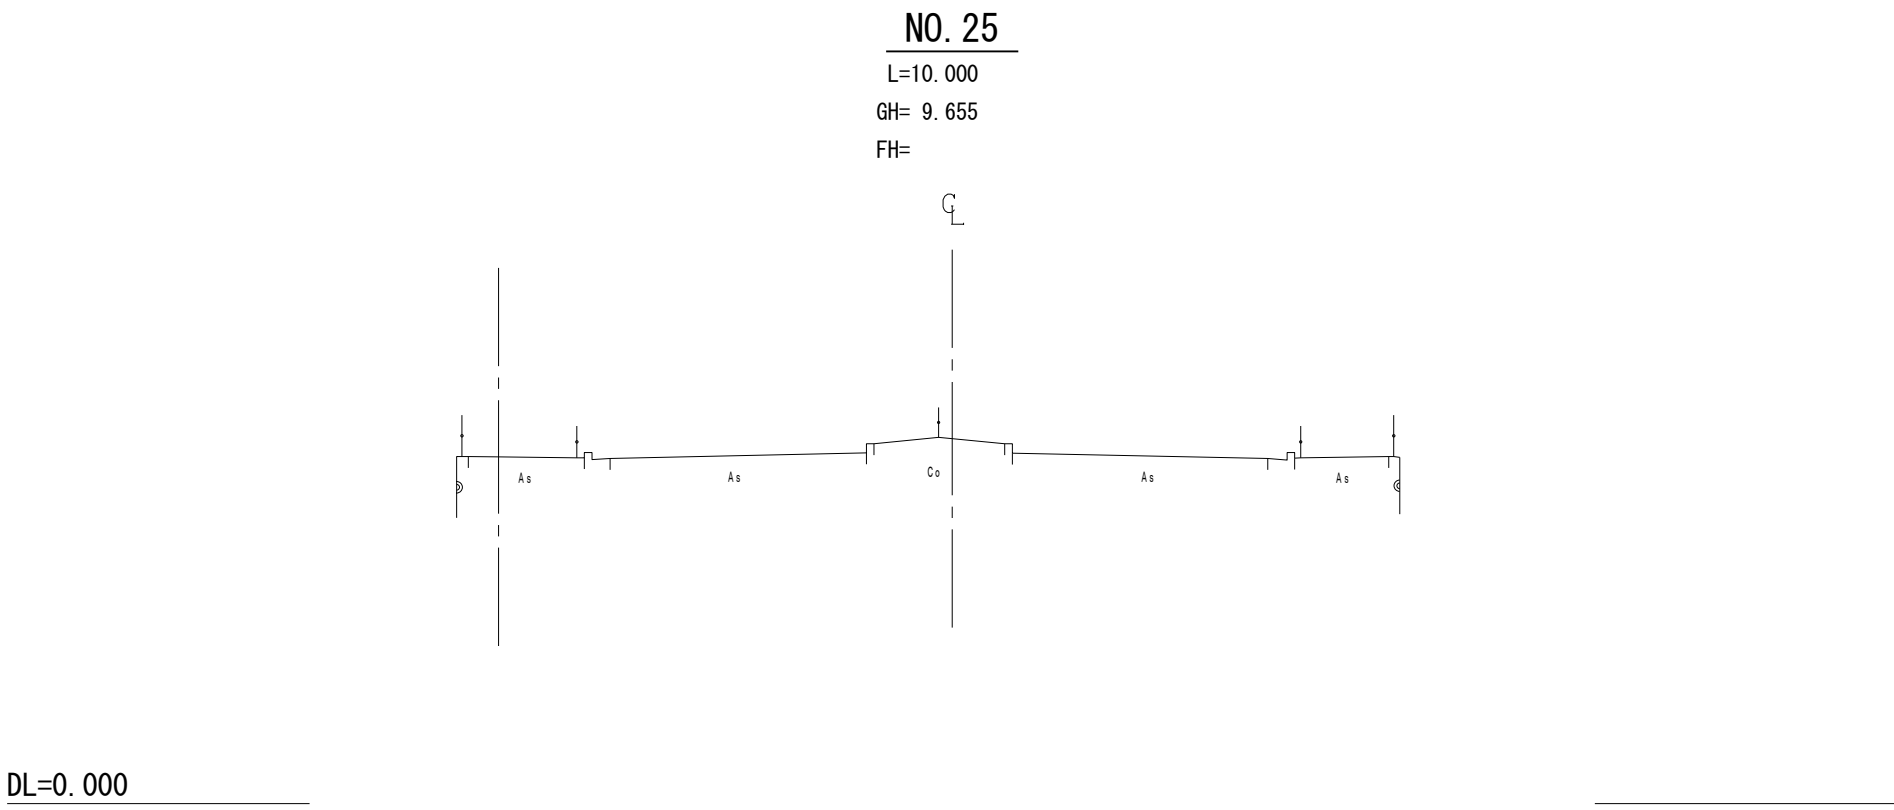 NO.25
L=10.000
GH= 9.655
FH=
CL
As As Co As As
DL=0.000